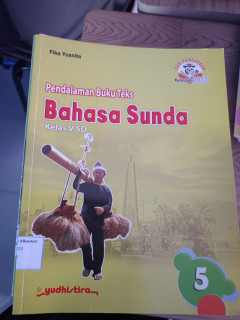 Fika Yusnita
Pendalaman Buku Teks
Bahasa Sunda
Kelas V SD
5
yudhistira